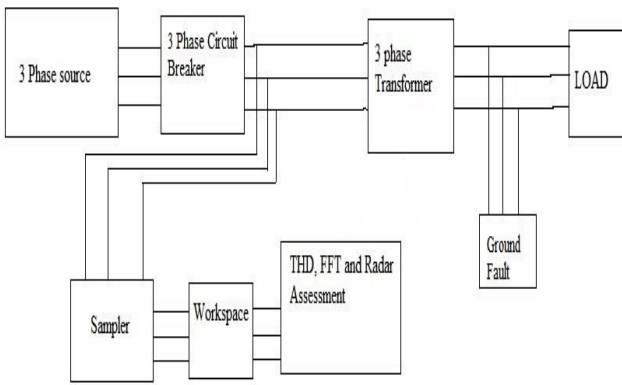 3 Phase source
3 Phase Circuit
Breaker
3 phase
Transformer
LOAD
Ground
Fault
Sampler
Workspace
THD, FFT and Radar
Assessment